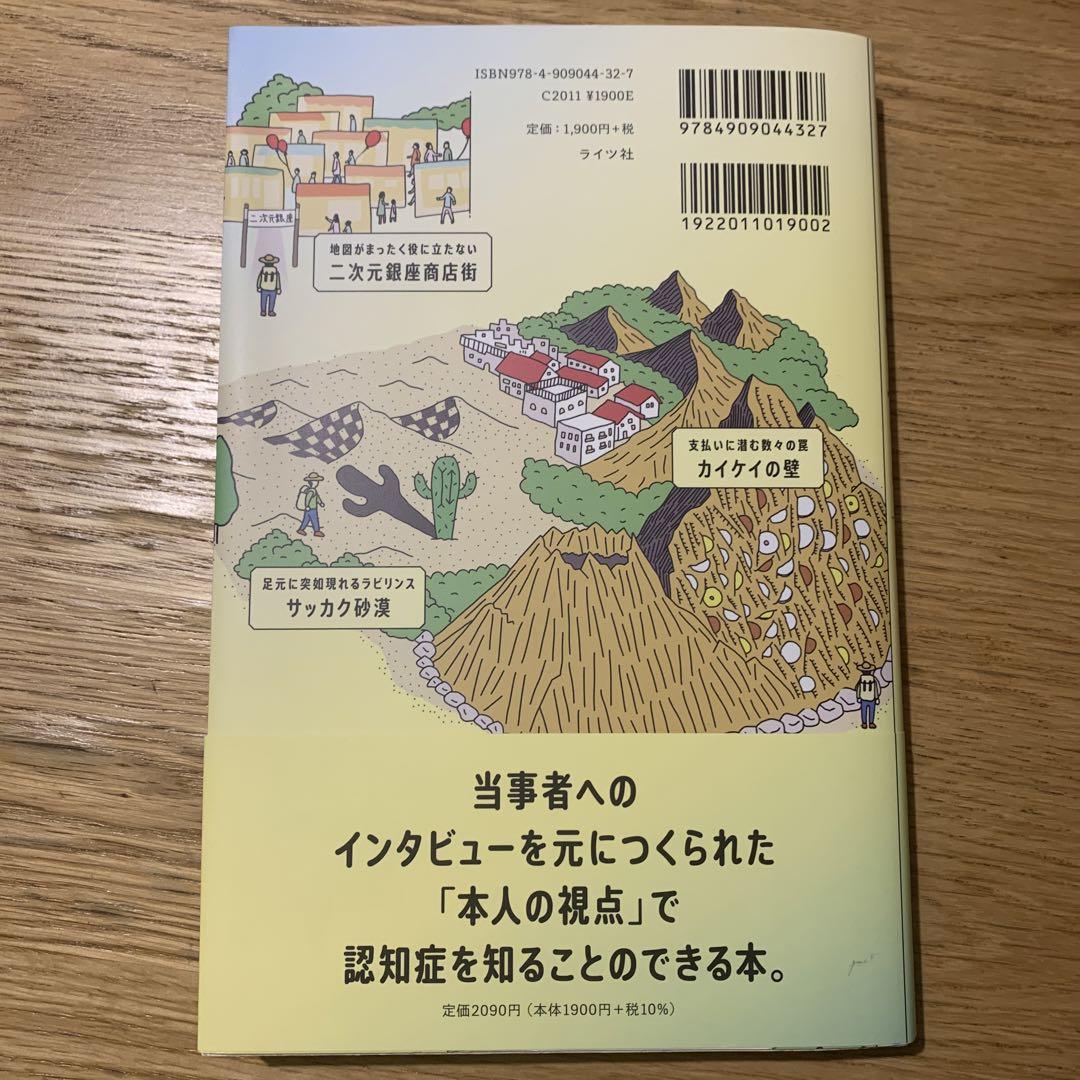 ISBN978-4-909044-32-7
C2011 ¥1900E
定価：1,900円+税
ライツ社
9784909044327
1922011019002
二次元銀座
地図がまったく役に立たない
二次元銀座商店街
支払いに潜む数々の罠
カイケイの壁
足元に突如現れるラビリンス
サッカク砂漠
当事者への
インタビューを元につくられた
「本人の視点」で
認知症を知ることのできる本。
定価2090円（本体1900円＋税10%）